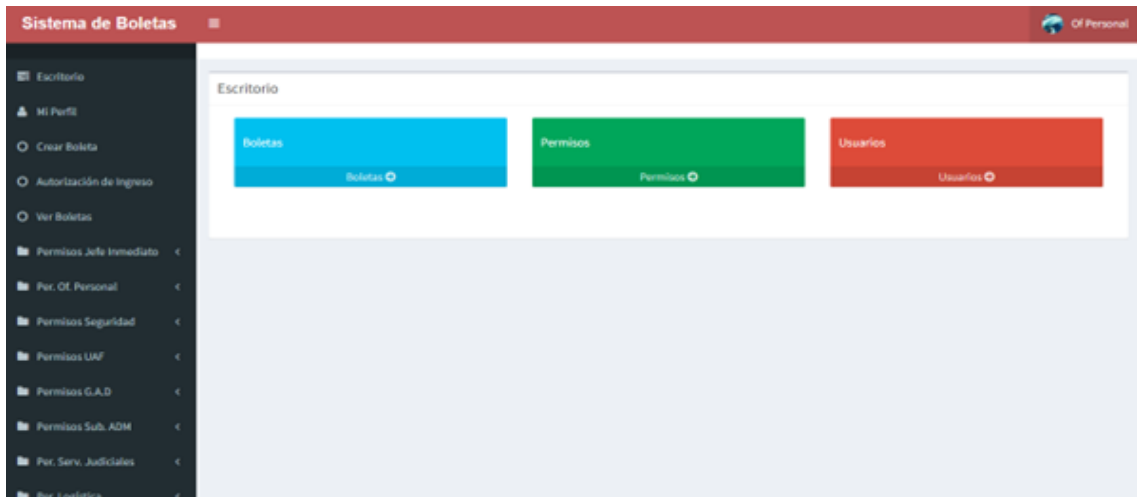 Sistema de Boletas
Of Personal
Escritorio
Mi Perfil
Crear Boleta
Autorización de Ingreso
Ver Boletas
Permisos Jefe Inmediato
Per. Of. Personal
Permisos Seguridad
Permisos UAF
Permisos G.A.D
Permisos Sub. ADM
Per. Serv. Judiciales
Per. Logística
Escritorio
Boletas
Boletas
Permisos
Permisos
Usuarios
Usuarios